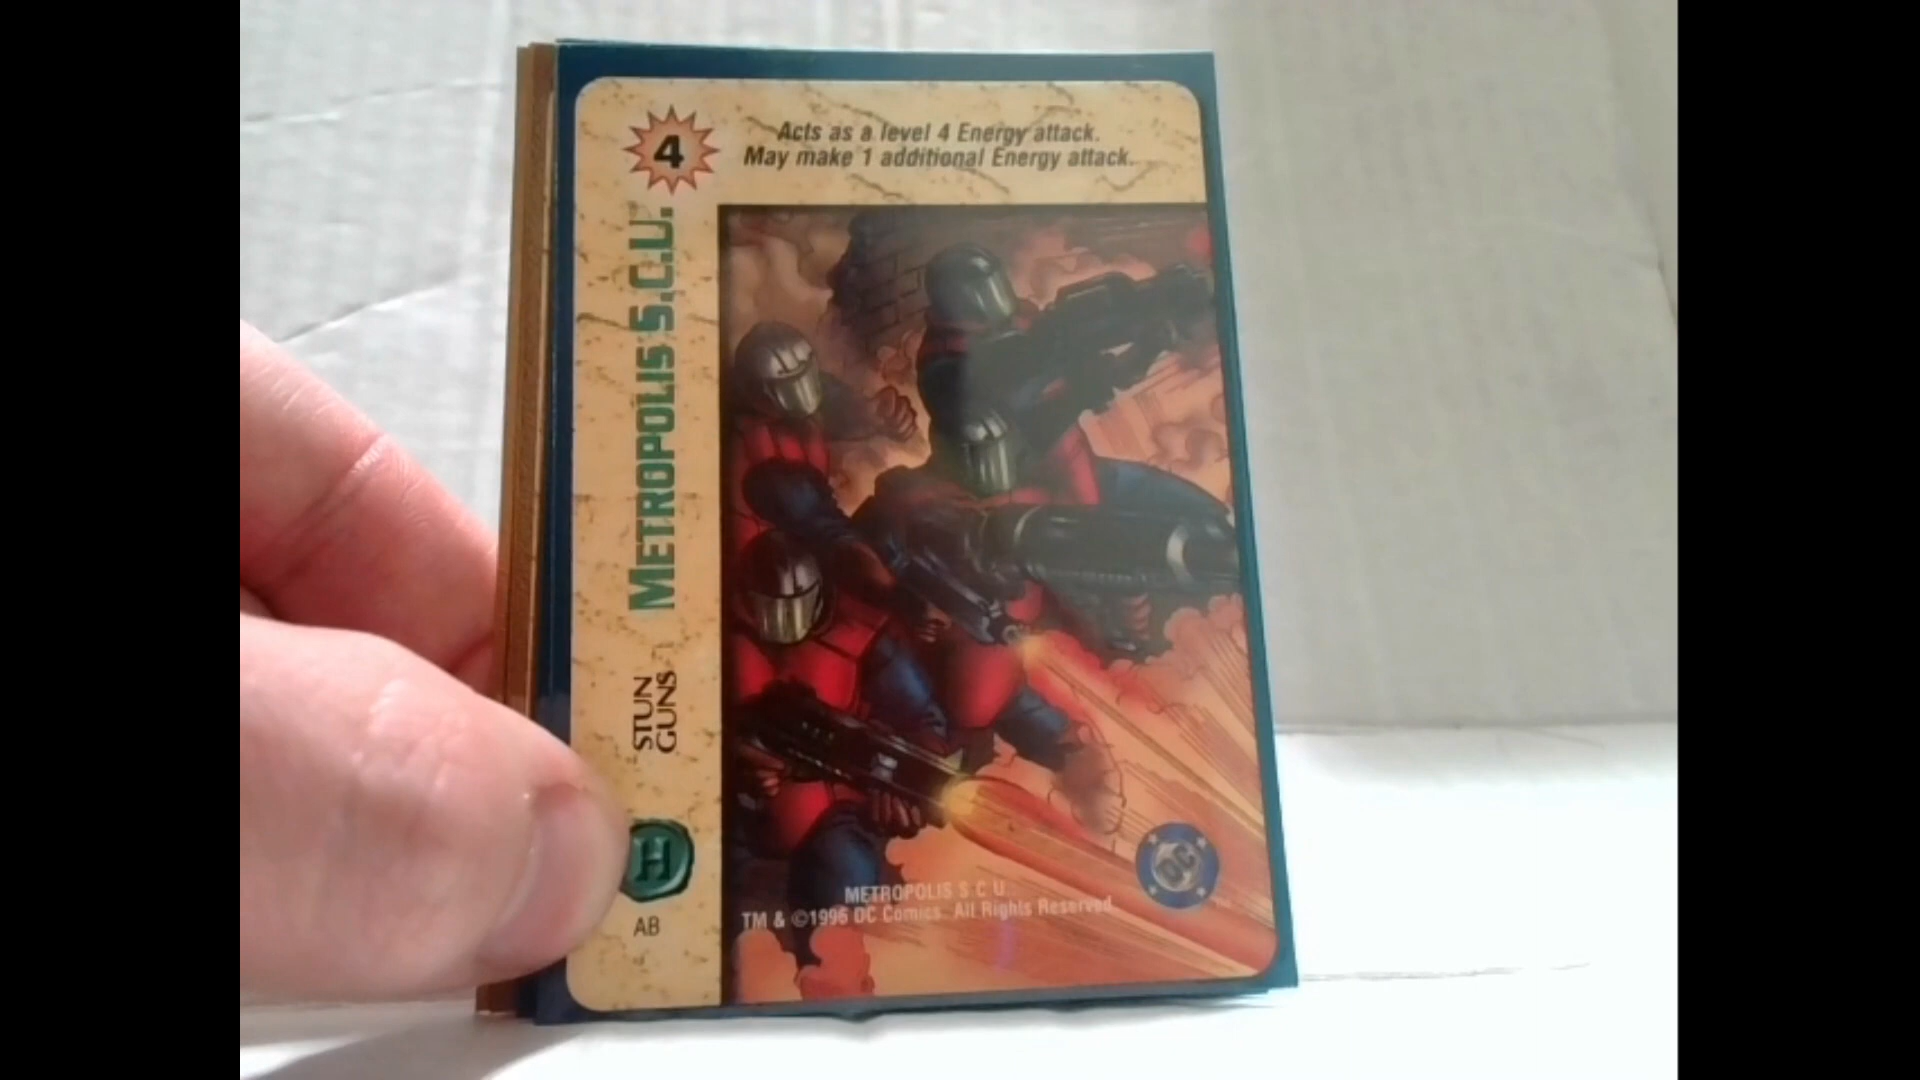 4
Acts as a level 4 Energy attack.
May make 1 additional Energy attack.
METROPOLIS S.C.U.
STUN
GUNS
H
AB
DC
METROPOLIS S C U
TM & ©1996 DC Comics. All Rights Reserved